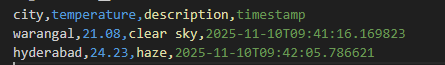 city,temperature,description,timestamp
warangal,21.08,clear sky,2025-11-10T09:41:16.169823
hyderabad,24.23,haze,2025-11-10T09:42:05.786621